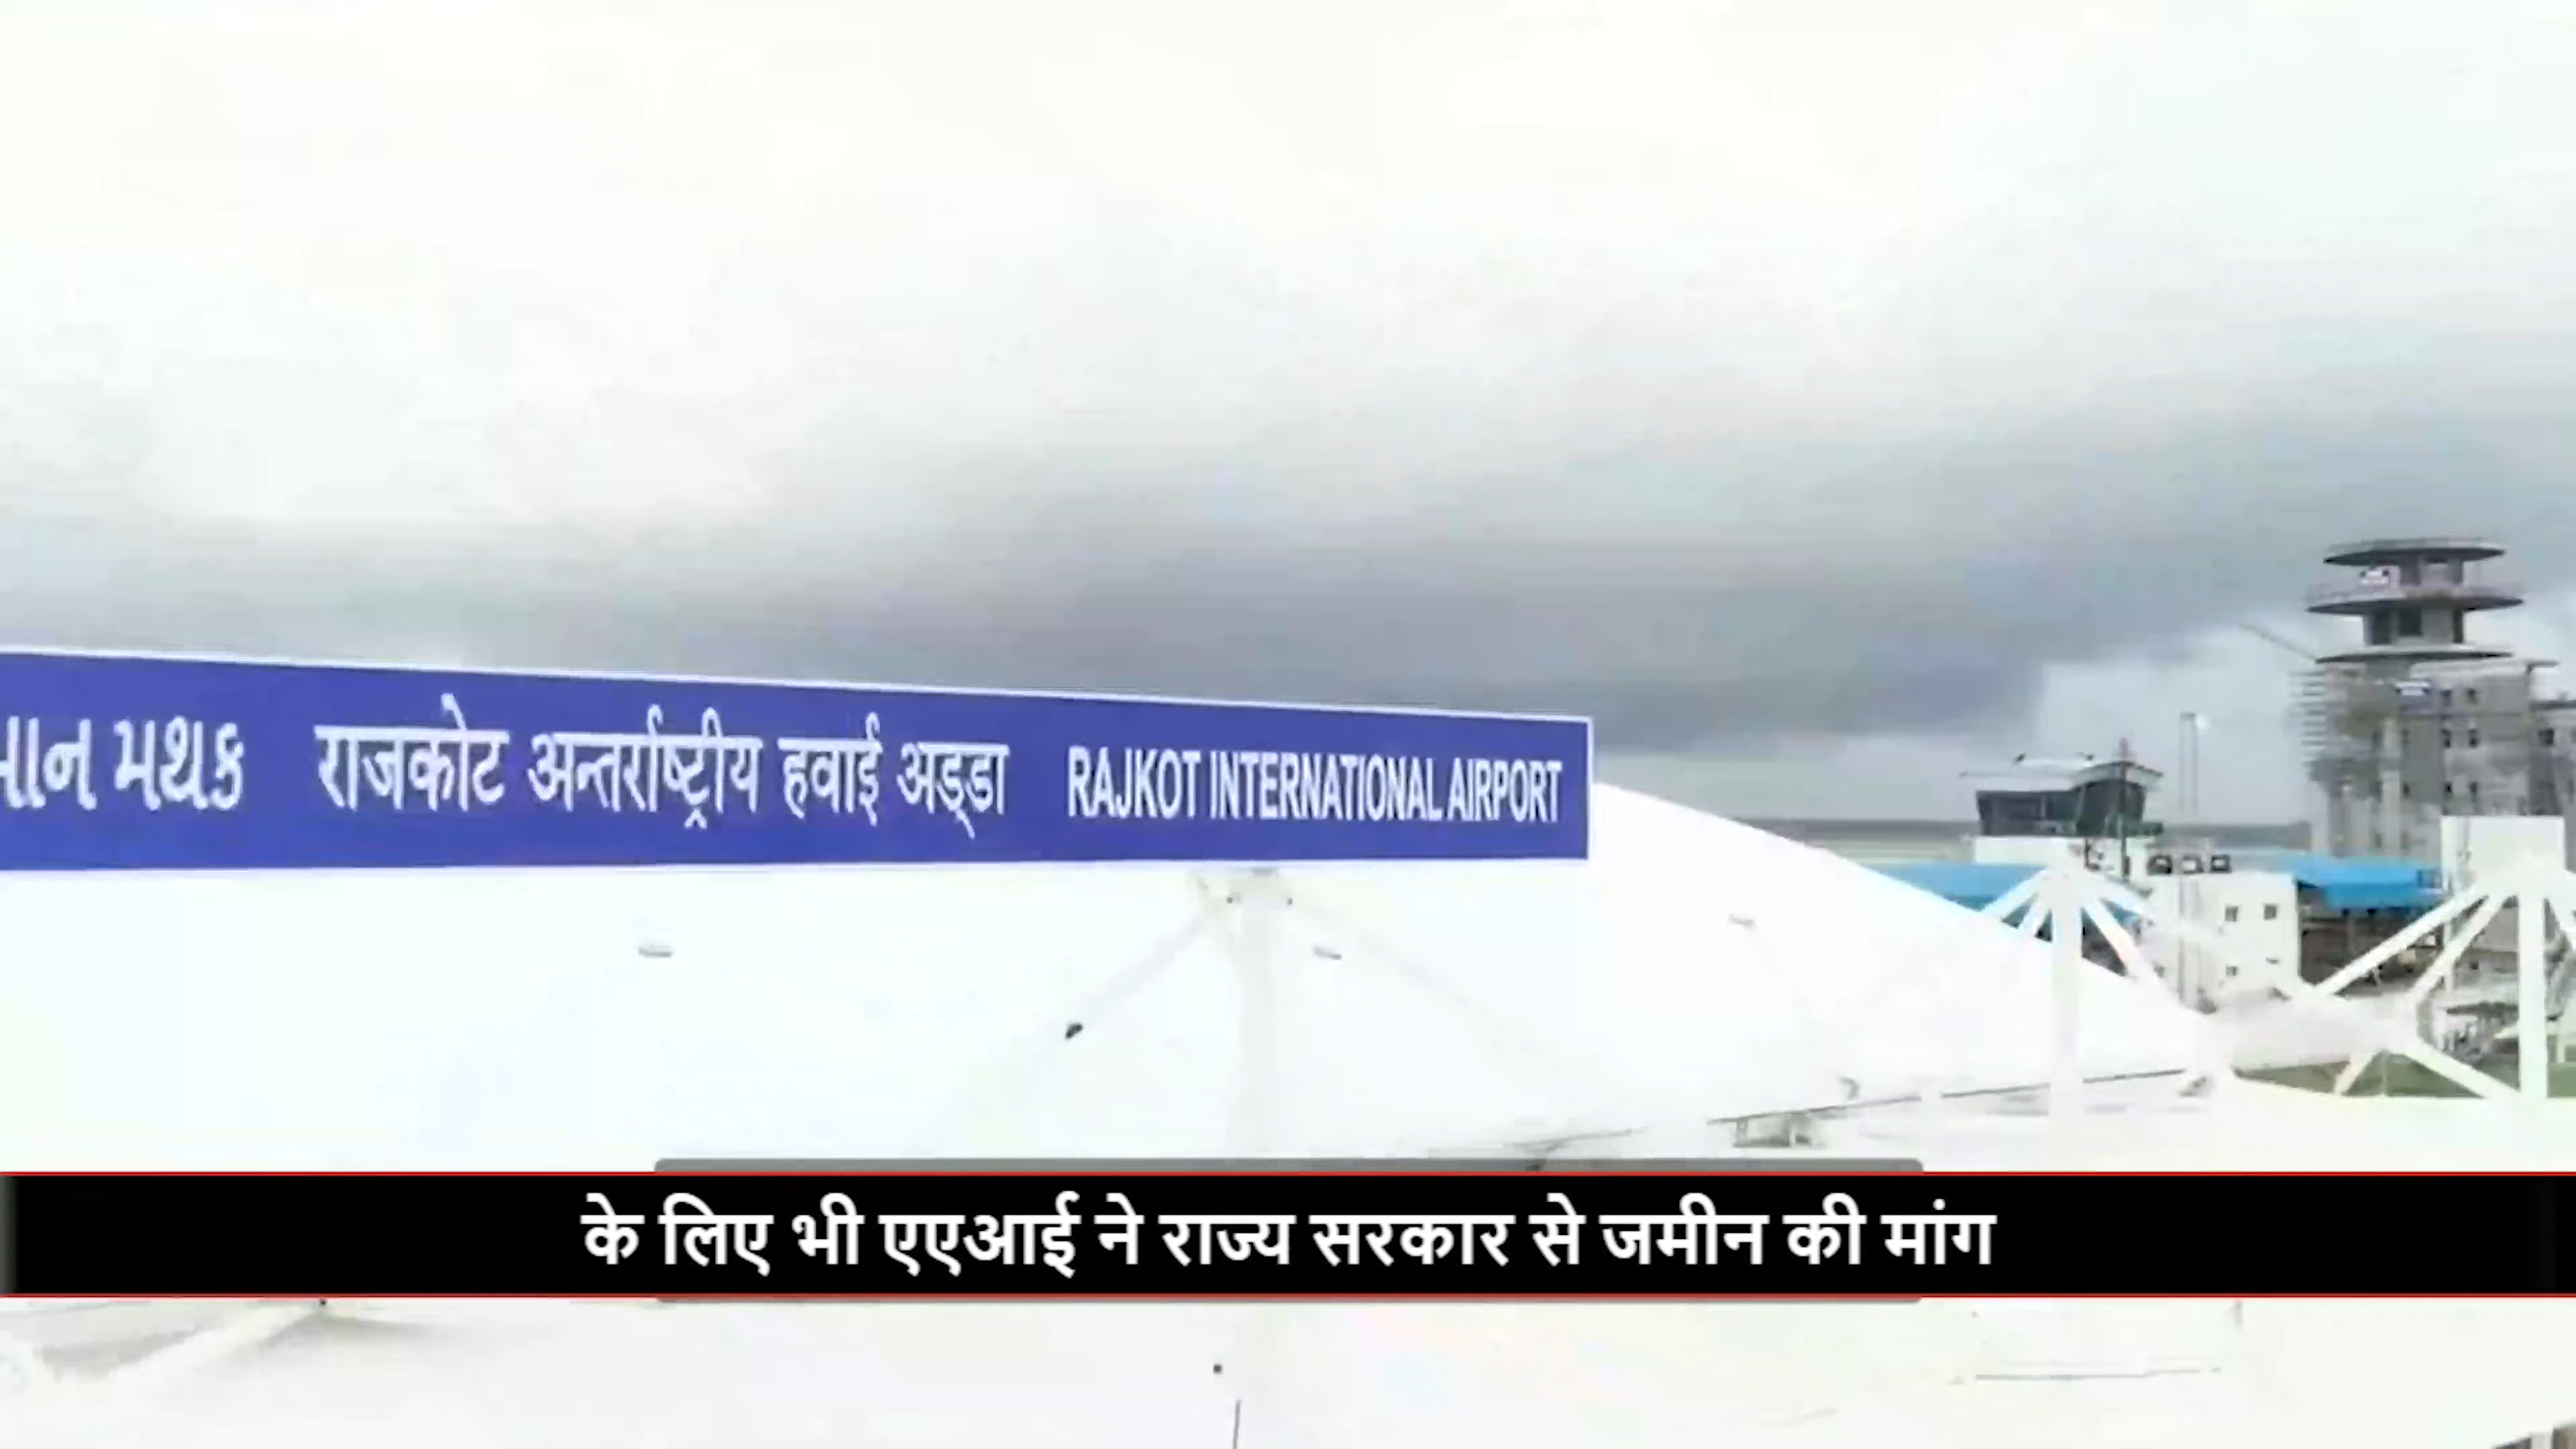 મથક राजकोट अन्तर्राष्ट्रीय हवाई अड्डा RAJKOT INTERNATIONAL AIRPORT
के लिए भी एएआई ने राज्य सरकार से जमीन की मांग